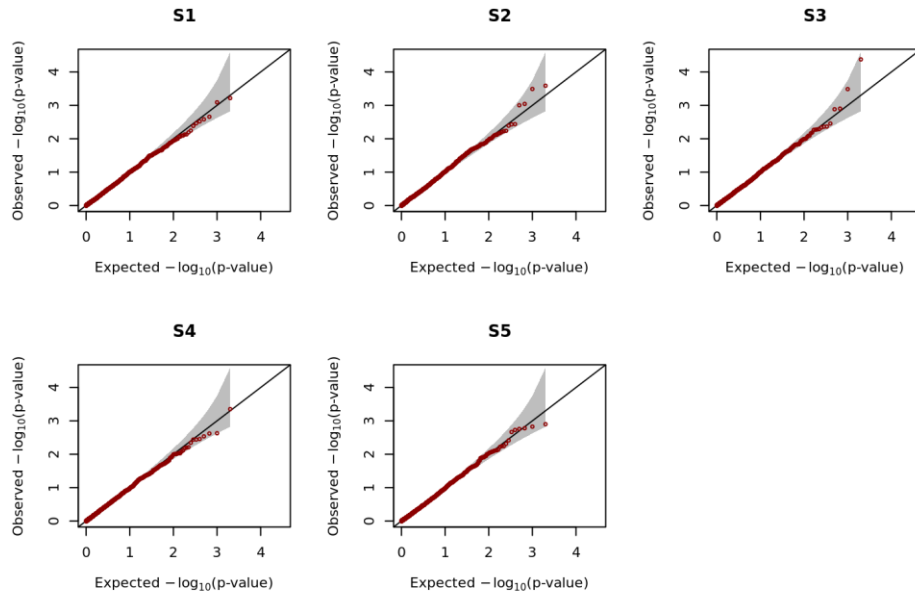 S1
Observed −log10(p-value)
4
3
2
1
0
0 1 2 3 4
Expected −log10(p-value)
S2
Observed −log10(p-value)
4
3
2
1
0
0 1 2 3 4
Expected −log10(p-value)
S3
Observed −log10(p-value)
4
3
2
1
0
0 1 2 3 4
Expected −log10(p-value)
S4
Observed −log10(p-value)
4
3
2
1
0
0 1 2 3 4
Expected −log10(p-value)
S5
Observed −log10(p-value)
4
3
2
1
0
0 1 2 3 4
Expected −log10(p-value)